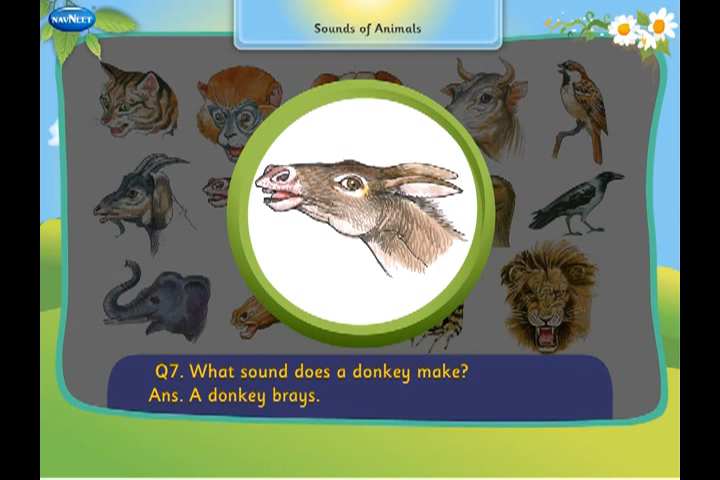 NAVNEET
Sounds of Animals
Q7. What sound does a donkey make?
Ans. A donkey brays.